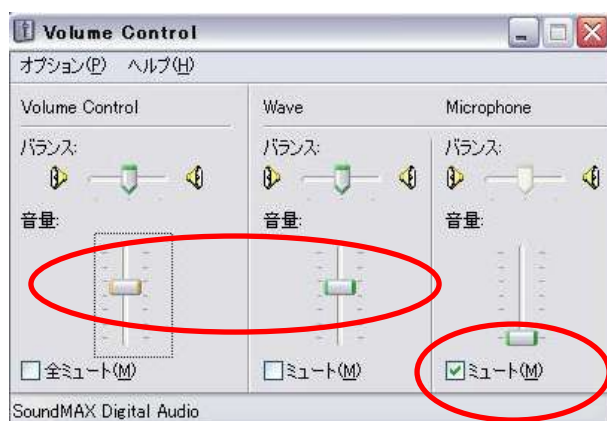 Volume Control
オプション(P) ヘルプ(H)
Volume Control
Wave
Microphone
バランス:
バランス:
バランス:
音量:
音量:
音量:
全ミュート(M)
ミュート(M)
ミュート(M)
SoundMAX Digital Audio